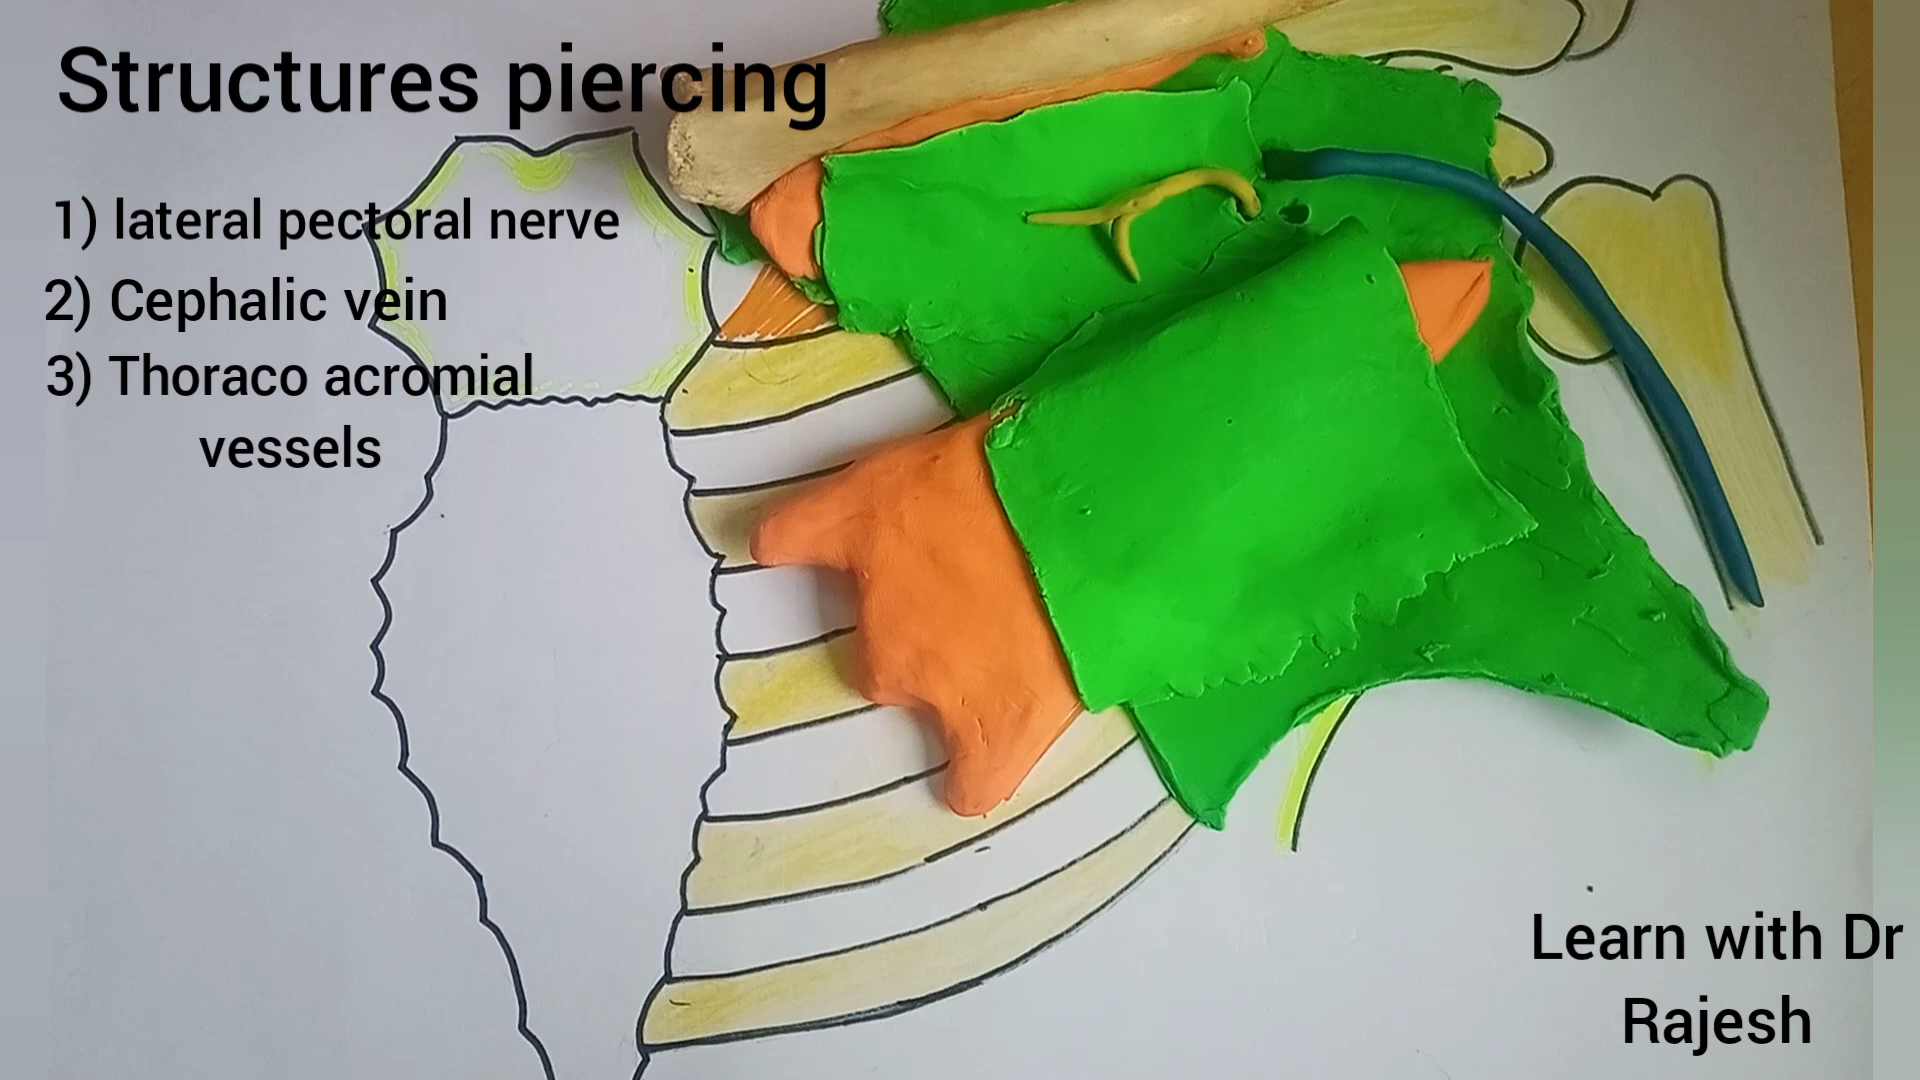 Structures piercing
1) lateral pectoral nerve
2) Cephalic vein
3) Thoraco acromial
vessels
Learn with Dr
Rajesh